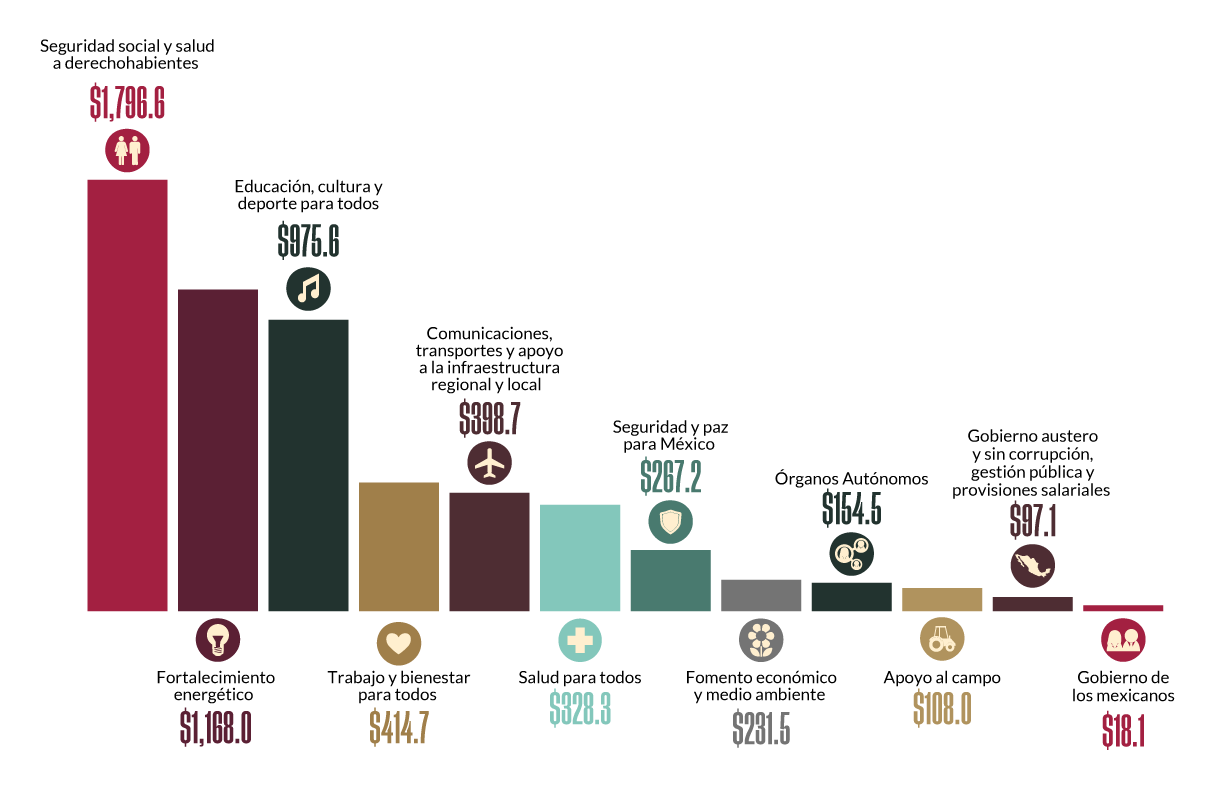 Seguridad social y salud
a derechohabientes
$1,796.6
Educación, cultura y
deporte para todos
$975.6
Comunicaciones,
transportes y apoyo
a la infraestructura
regional y local
$398.7
Seguridad y paz
para México
$267.2
Órganos Autónomos
$154.5
Gobierno austero
y sin corrupción,
gestión pública y
provisiones salariales
$97.1
Fortalecimiento
energético
$1,168.0
Trabajo y bienestar
para todos
$414.7
Salud para todos
$328.3
Fomento económico
y medio ambiente
$231.5
Apoyo al campo
$108.0
Gobierno de
los mexicanos
$18.1